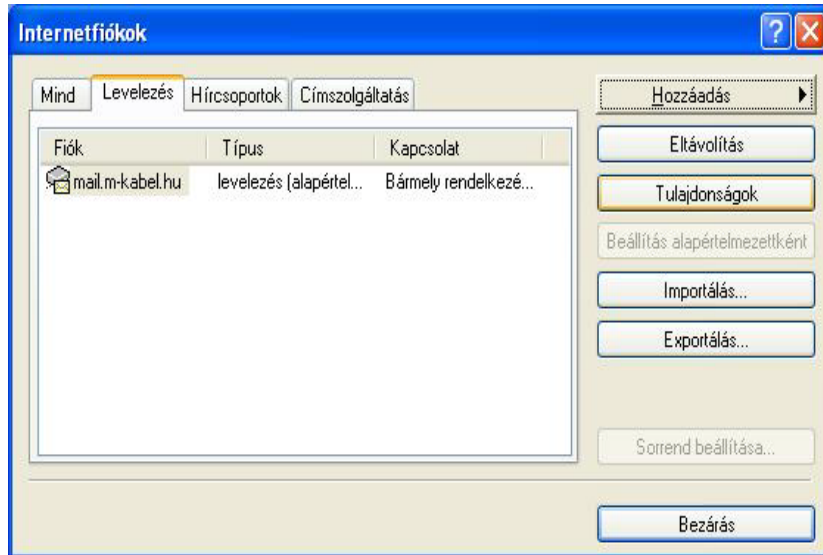 Internetfiókok
Mind Levelezés Hírcsoportok Címszolgáltatás
Fiók Típus Kapcsolat
mail.m-kabel.hu levelezés (alapértel... Bármely rendelkezé...
Hozzáadás
Eltávolítás
Tulajdonságok
Beállítás alapértelmezettként
Importálás...
Exportálás...
Sorrend beállítása...
Bezárás